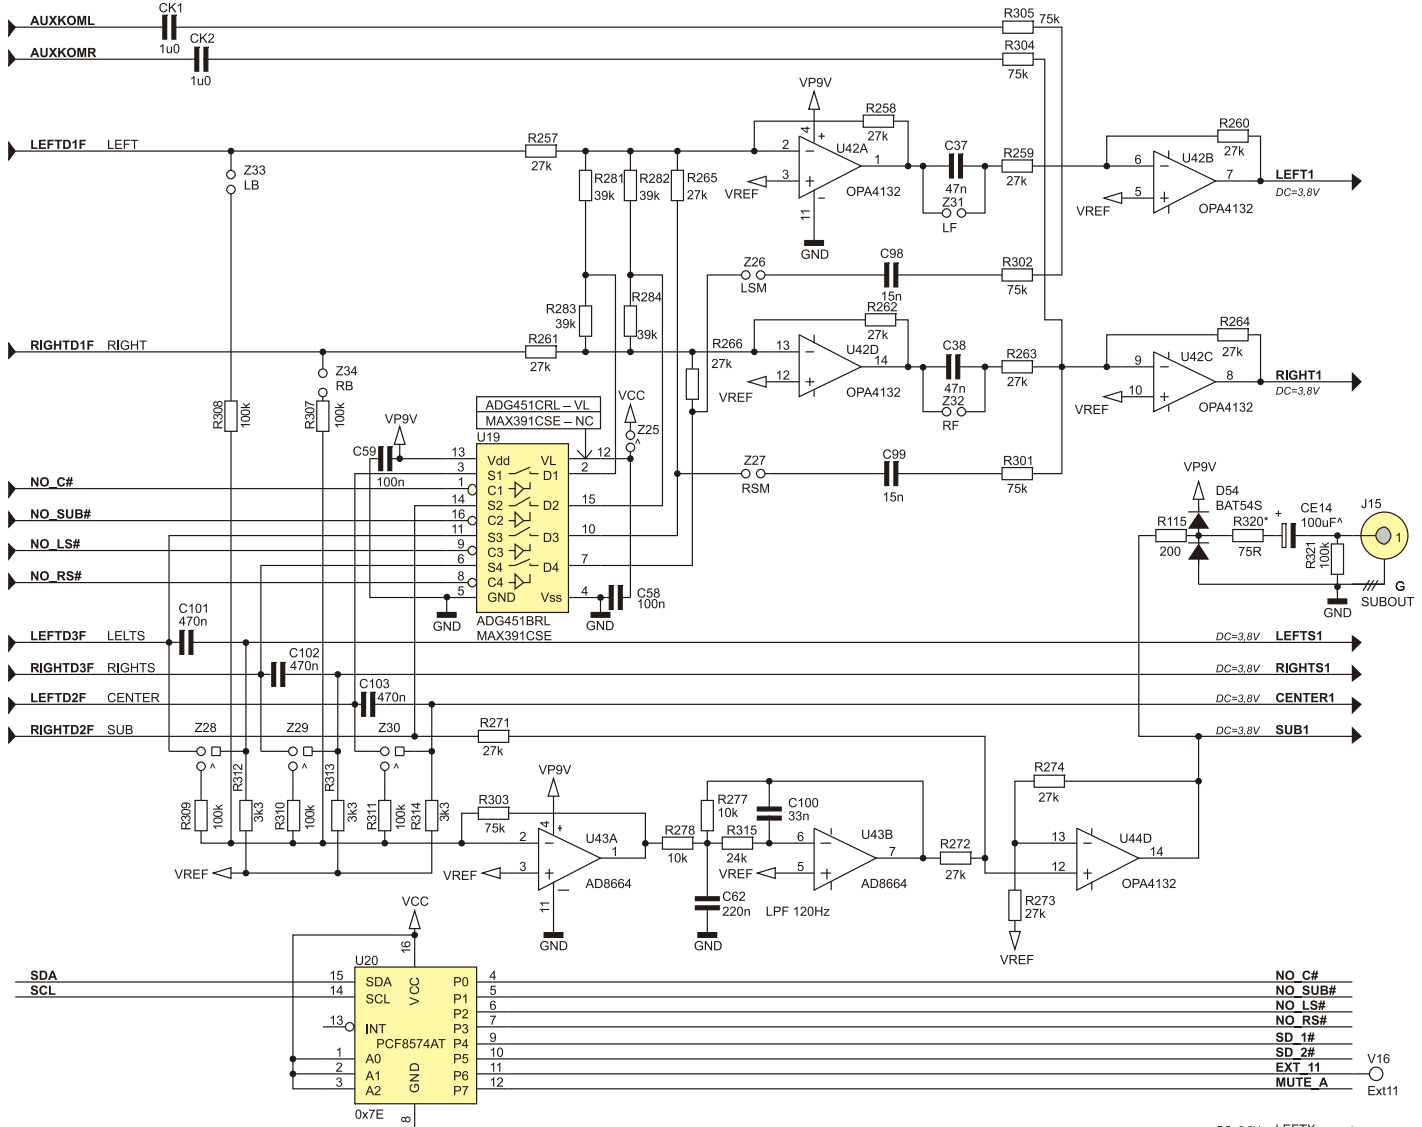 AUXKOML
CK1
1u0
R305
75k
AUXKOMR
CK2
1u0
R304
75k
VP9V
LEFTD1F LEFT
Z33
LB
R257
27k
R281
39k
R282
39k
R265
27k
R258
27k
4
+
2
3
1
U42A
OPA4132
VREF
11
GND
C37
47n
Z31
LF
R259
27k
R260
27k
6
5
7
U42B
OPA4132
VREF
LEFT1
DC=3,8V
Z26
LSM
C98
15n
R302
75k
R283
39k
R284
39k
RIGHTD1F RIGHT
Z34
RB
R261
27k
R266
27k
R262
27k
13
12
14
U42D
OPA4132
VREF
C38
47n
Z32
RF
R263
27k
R264
27k
9
10
8
U42C
OPA4132
VREF
RIGHT1
DC=3,8V
R308
100k
R307
100k
VP9V
ADG451CRL – VL
MAX391CSE – NC
VCC
Z25
^
U19
C59
100n
13 Vdd VL 12
3 S1 D1 2
1 C1
14 S2 D2 15
16 C2
11 S3 D3 10
9 C3
6 S4 D4 7
8 C4
5 GND Vss 4
ADG451BRL
MAX391CSE
GND
GND
C58
100n
Z27
RSM
C99
15n
R301
75k
NO_C#
NO_SUB#
NO_LS#
NO_RS#
VP9V
D54
BAT54S
R115
200
R320*
75R
+
CE14
100uF^
R321
100k
J15
1
G
GND
SUBOUT
C101
470n
LEFTD3F LELTS
DC=3,8V LEFTS1
C102
470n
RIGHTD3F RIGHTS
DC=3,8V RIGHTS1
C103
470n
LEFTD2F CENTER
DC=3,8V CENTER1
RIGHTD2F SUB
DC=3,8V SUB1
Z28
^
Z29
^
Z30
^
R271
27k
R309
100k
R312
3k3
R310
100k
R313
3k3
R311
100k
R314
3k3
VREF
R303
75k
VP9V
4
+
2
3
1
U43A
AD8664
VREF
11
GND
R278
10k
R277
10k
R315
24k
C100
33n
C62
220n
GND
6
5
7
U43B
AD8664
VREF
LPF 120Hz
R272
27k
R274
27k
13
12
14
U44D
OPA4132
R273
27k
VREF
VCC
16
U20
SDA
SCL
15 SDA
14 SCL
13 INT
VCC
PCF8574AT
GND
1 A0
2 A1
3 A2
0x7E
8
P0 4 NO_C#
P1 5 NO_SUB#
P2 6 NO_LS#
P3 7 NO_RS#
P4 9 SD_1#
P5 10 SD_2#
P6 11 EXT_11
P7 12 MUTE_A
V16
Ext11